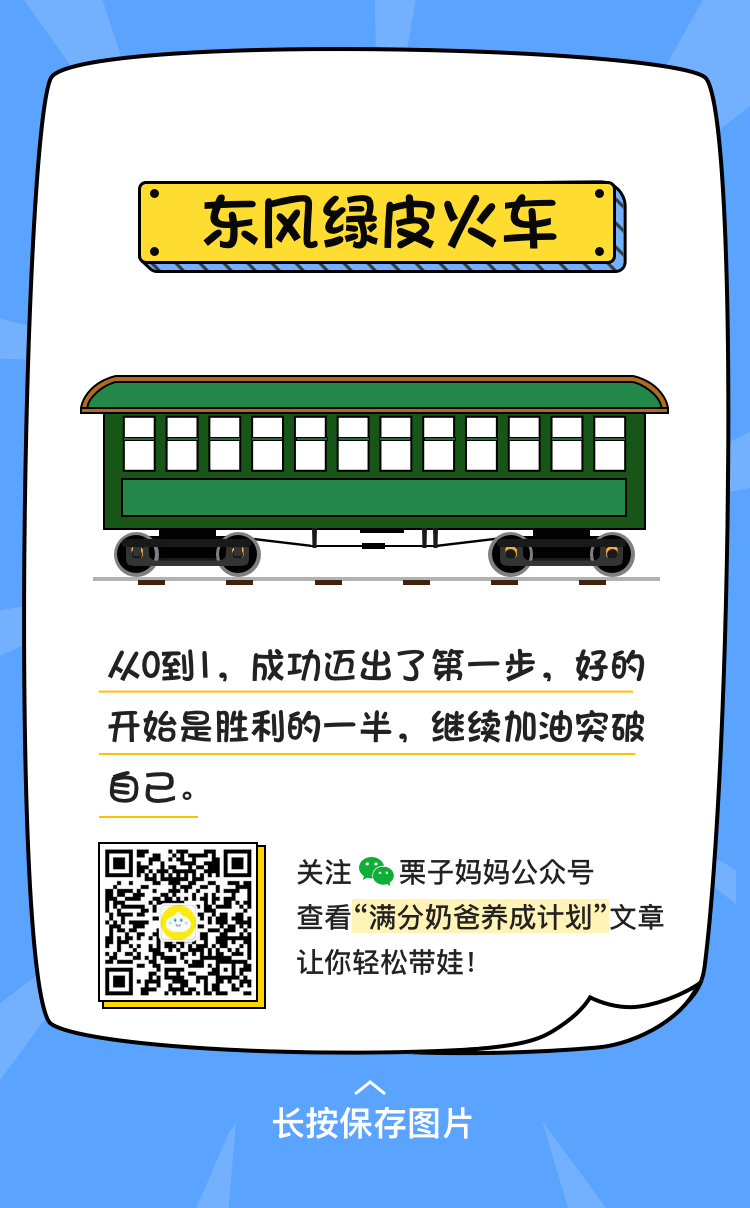 东风绿皮火车
从0到1，成功迈出了第一步，好的
开始是胜利的一半，继续加油突破
自己。
关注栗子妈妈公众号
查看“满分奶爸养成计划”文章
让你轻松带娃！
长按保存图片